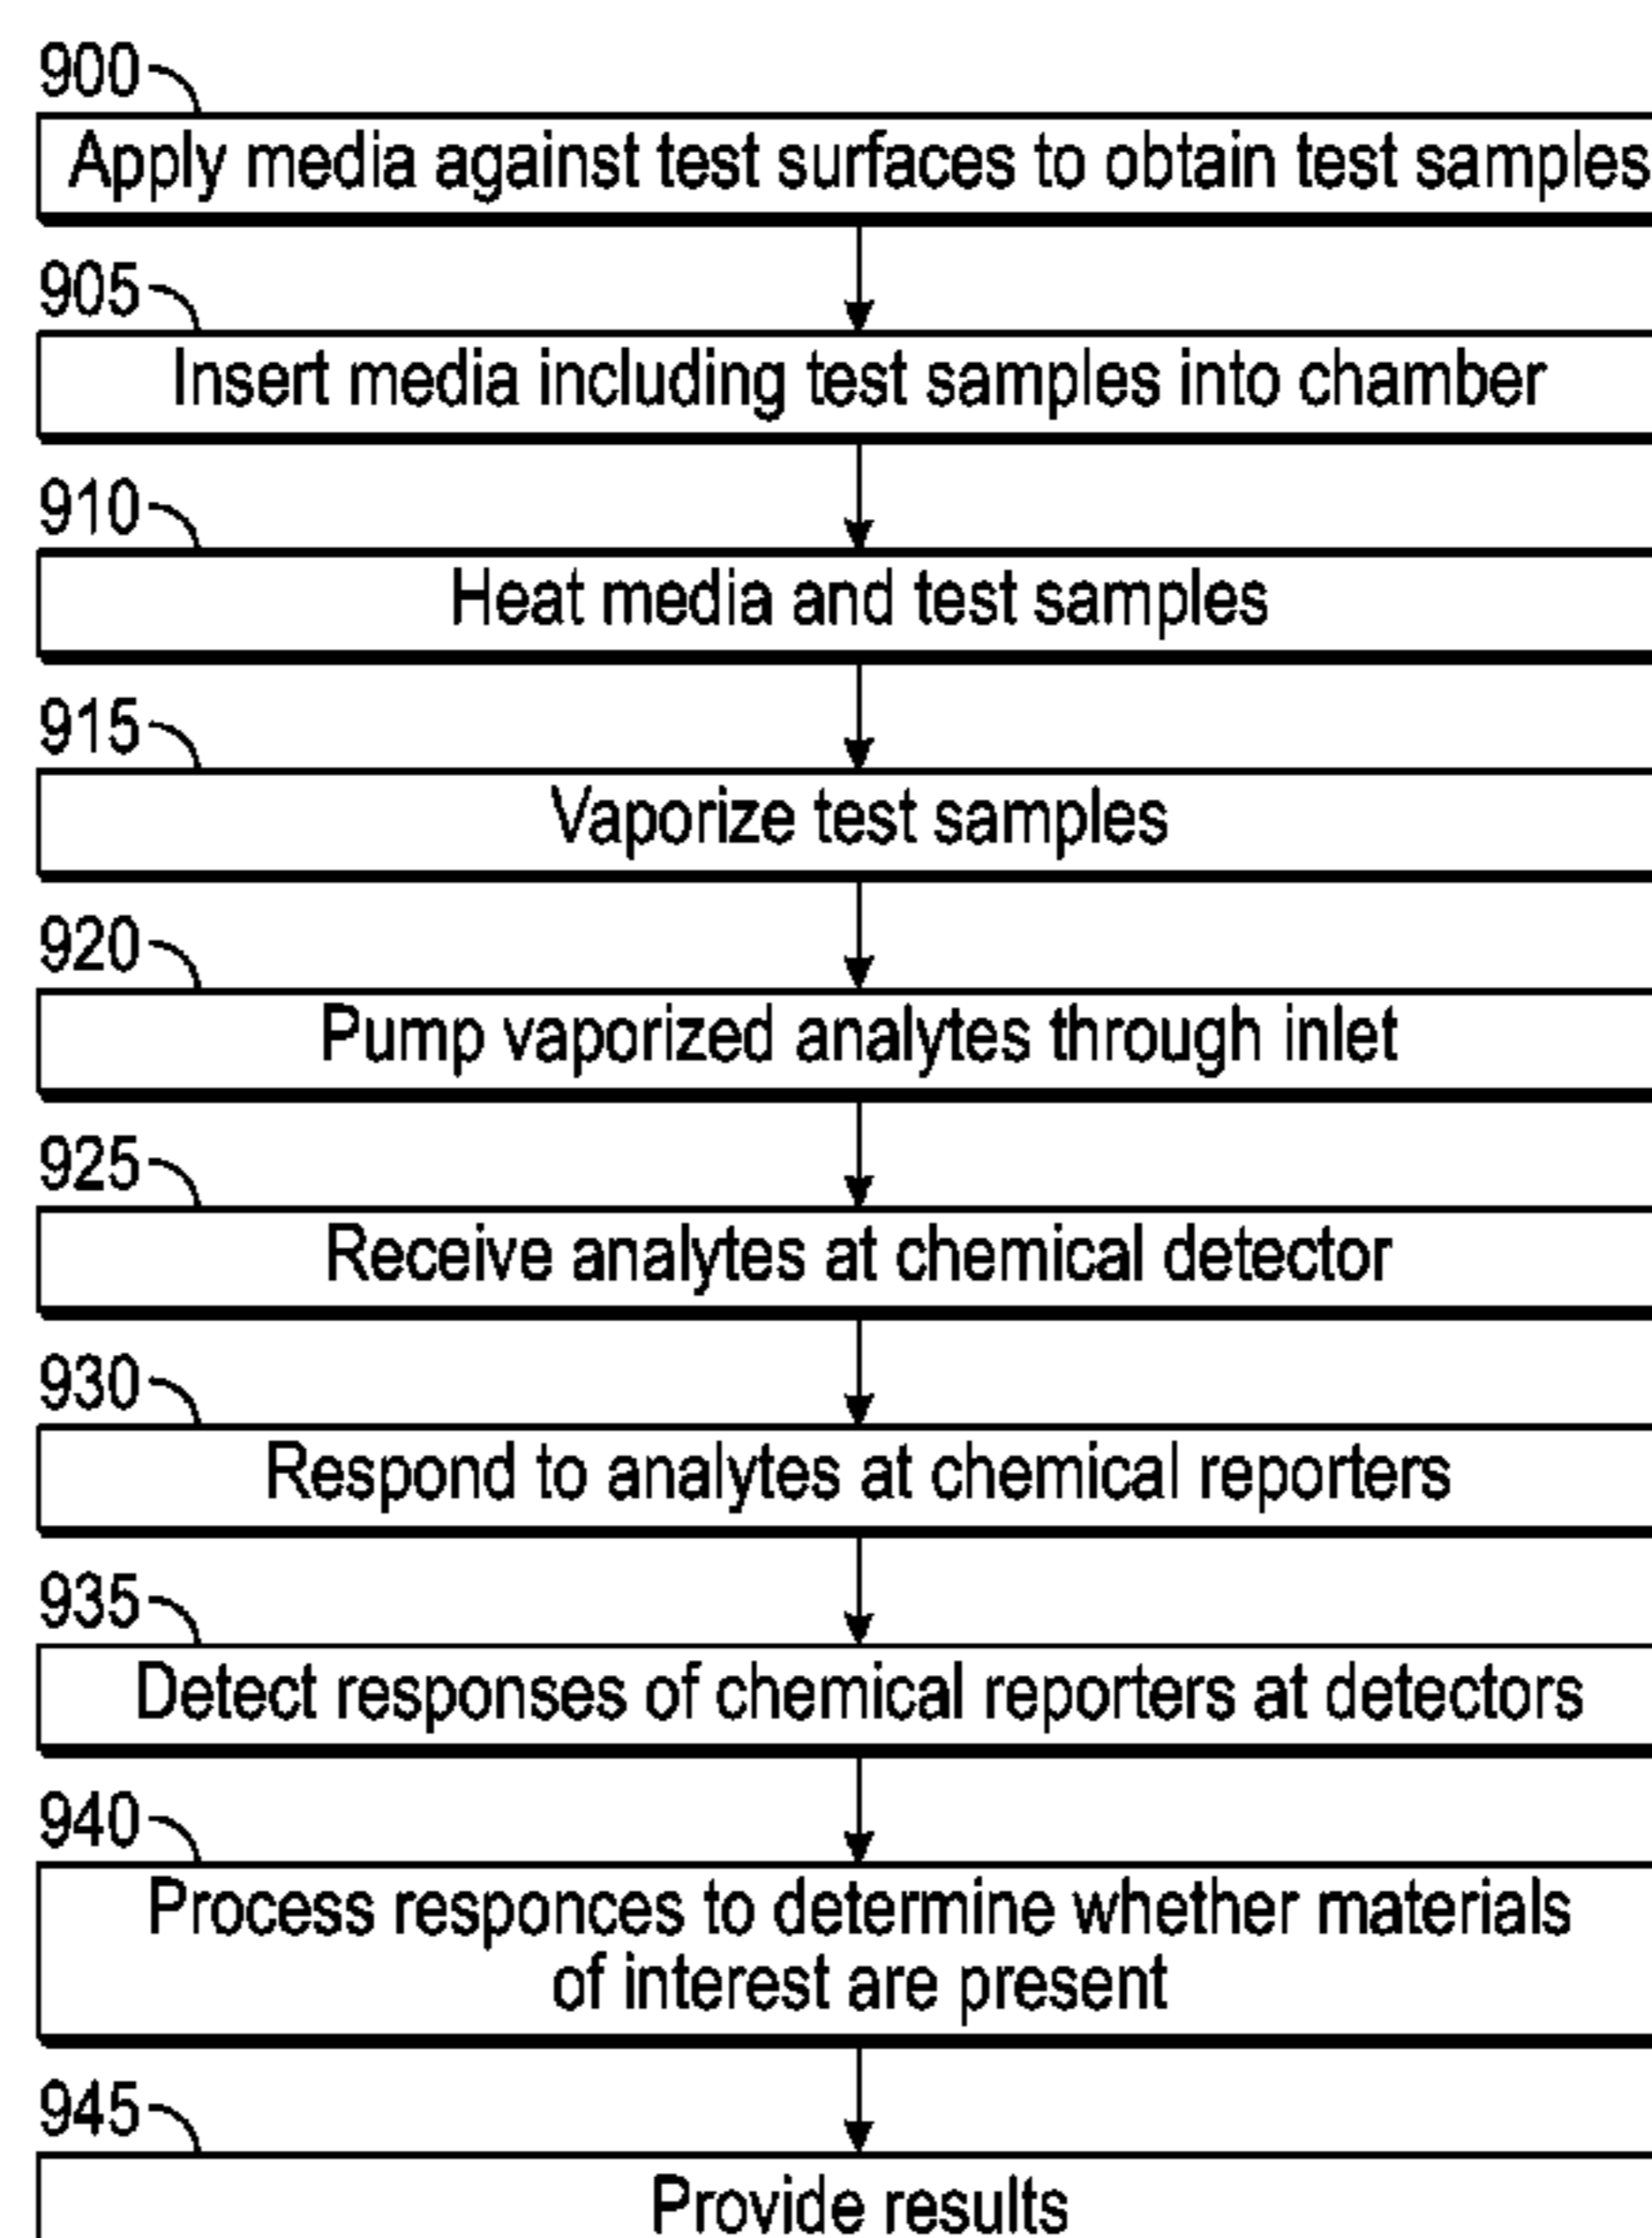 900
Apply media against test surfaces to obtain test samples
905
Insert media including test samples into chamber
910
Heat media and test samples
915
Vaporize test samples
920
Pump vaporized analytes through inlet
925
Receive analytes at chemical detector
930
Respond to analytes at chemical reporters
935
Detect responses of chemical reporters at detectors
940
Process responces to determine whether materials
of interest are present
945
Provide results